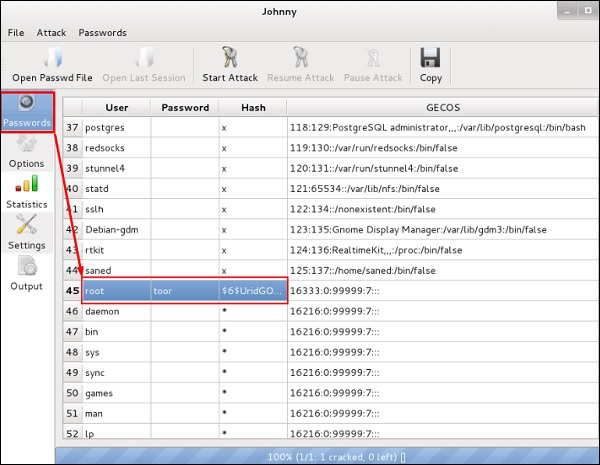 Johnny
File Attack Passwords
Open Passwd File Open Last Session Start Attack Resume Attack Pause Attack Copy
Passwords
Options
Statistics
Settings
Output
User Password Hash GECOS
37 postgres x 118:129:PostgreSQL administrator,,,:/var/lib/postgresql:/bin/bash
38 redsocks x 119:130::/var/run/redsocks:/bin/false
39 stunnel4 x 120:131::/var/run/stunnel4:/bin/false
40 statd x 121:65534::/var/lib/nfs:/bin/false
41 sslh x 122:134::/nonexistent:/bin/false
42 Debian-gdm x 123:135:Gnome Display Manager:/var/lib/gdm3:/bin/false
43 rtkit x 124:136:RealtimeKit,,,:/proc:/bin/false
44 saned x 125:137::/home/saned:/bin/false
45 root toor $6$UridGO... 16333:0:99999:7:::
46 daemon * 16216:0:99999:7:::
47 bin * 16216:0:99999:7:::
48 sys * 16216:0:99999:7:::
49 sync * 16216:0:99999:7:::
50 games * 16216:0:99999:7:::
51 man * 16216:0:99999:7:::
52 lp * 16216:0:99999:7:::
100% (1/1: 1 cracked, 0 left) []